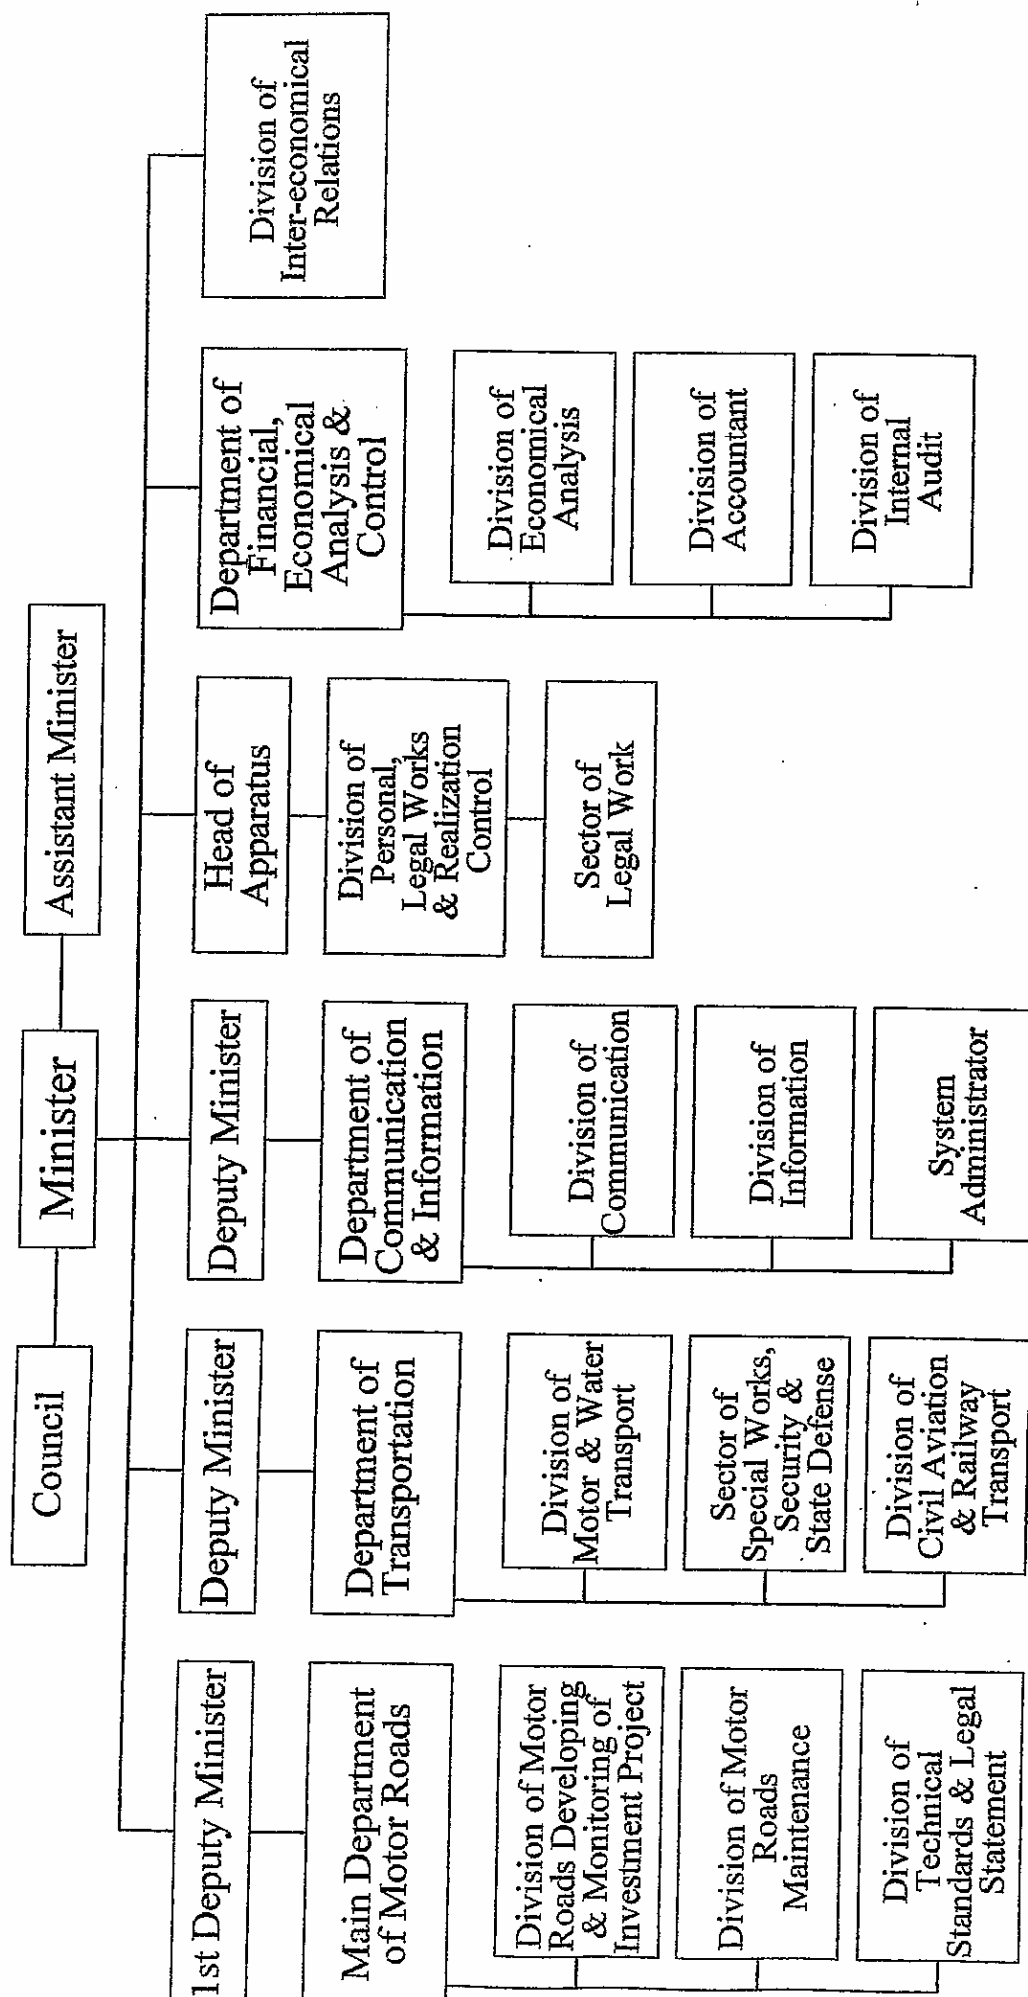 Council
Minister
Assistant Minister
1st Deputy Minister
Main Department
of Motor Roads
Division of Motor
Roads Developing
& Monitoring of
Investment Project
Division of Motor
Roads
Maintenance
Division of
Technical
Standards & Legal
Statement
Deputy Minister
Department of
Transportation
Division of
Motor & Water
Transport
Sector of
Special Works,
Security &
State Defense
Division of
Civil Aviation
& Railway
Transport
Deputy Minister
Department of
Communication
& Information
Division of
Communication
Division of
Information
System
Administrator
Head of
Apparatus
Division of
Personal,
Legal Works
& Realization
Control
Sector of
Legal Work
Department of
Financial,
Economical
Analysis &
Control
Division of
Economical
Analysis
Division of
Accountant
Division of
Internal
Audit
Division of
Inter-economical
Relations